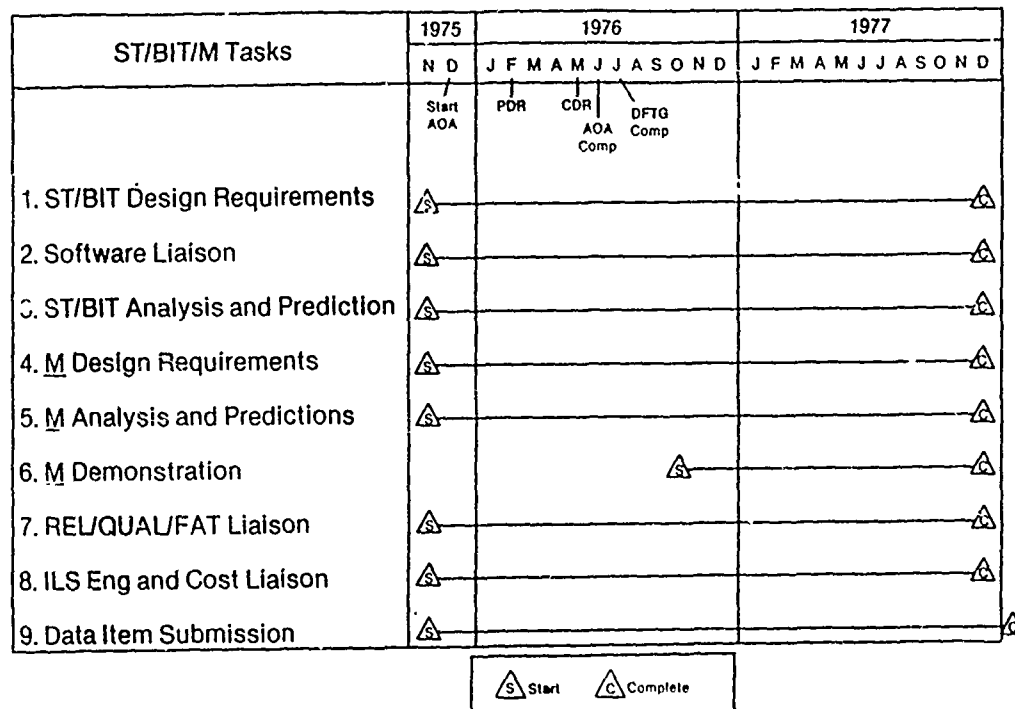 ST/BIT/M Tasks
1975 1976 1977
N D J F M A M J J A S O N D J F M A M J J A S O N D
Start AOA
PDR
CDR
AOA Comp
DFTG Comp
1. ST/BIT Design Requirements S C
2. Software Liaison S C
3. ST/BIT Analysis and Prediction S C
4. M Design Requirements S C
5. M Analysis and Predictions S C
6. M Demonstration S C
7. REL/QUAL/FAT Liaison S C
8. ILS Eng and Cost Liaison S C
9. Data Item Submission S C
S Start C Complete